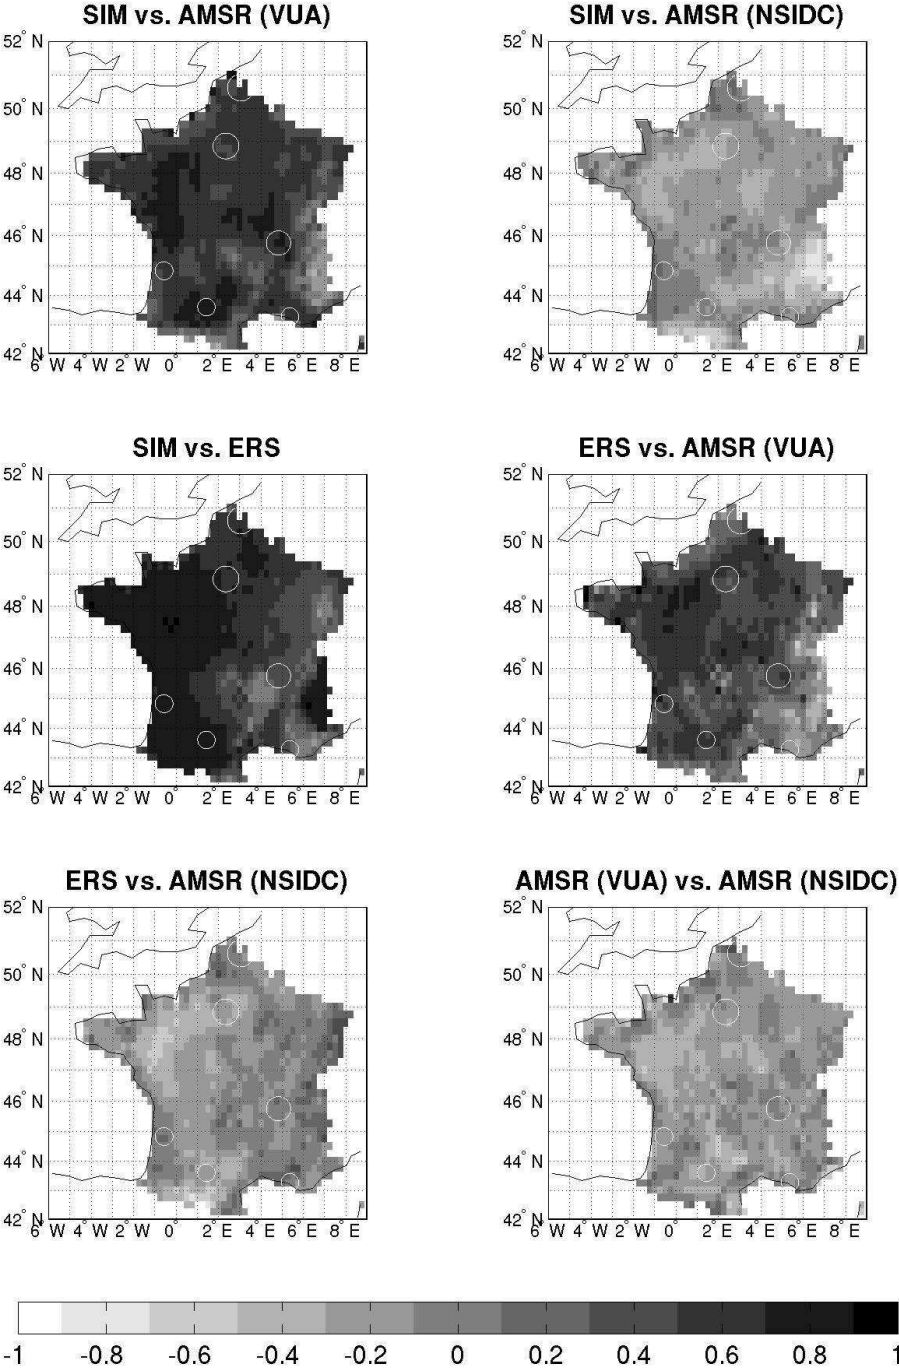 SIM vs. AMSR (VUA)
SIM vs. AMSR (NSIDC)
52° N
50° N
48° N
46° N
44° N
42° N
6° W 4° W 2° W 0° 2° E 4° E 6° E 8° E
52° N
50° N
48° N
46° N
44° N
42° N
6° W 4° W 2° W 0° 2° E 4° E 6° E 8° E
SIM vs. ERS
ERS vs. AMSR (VUA)
52° N
50° N
48° N
46° N
44° N
42° N
6° W 4° W 2° W 0° 2° E 4° E 6° E 8° E
52° N
50° N
48° N
46° N
44° N
42° N
6° W 4° W 2° W 0° 2° E 4° E 6° E 8° E
ERS vs. AMSR (NSIDC)
AMSR (VUA) vs. AMSR (NSIDC)
52° N
50° N
48° N
46° N
44° N
42° N
6° W 4° W 2° W 0° 2° E 4° E 6° E 8° E
52° N
50° N
48° N
46° N
44° N
42° N
6° W 4° W 2° W 0° 2° E 4° E 6° E 8° E
-1 -0.8 -0.6 -0.4 -0.2 0 0.2 0.4 0.6 0.8 1